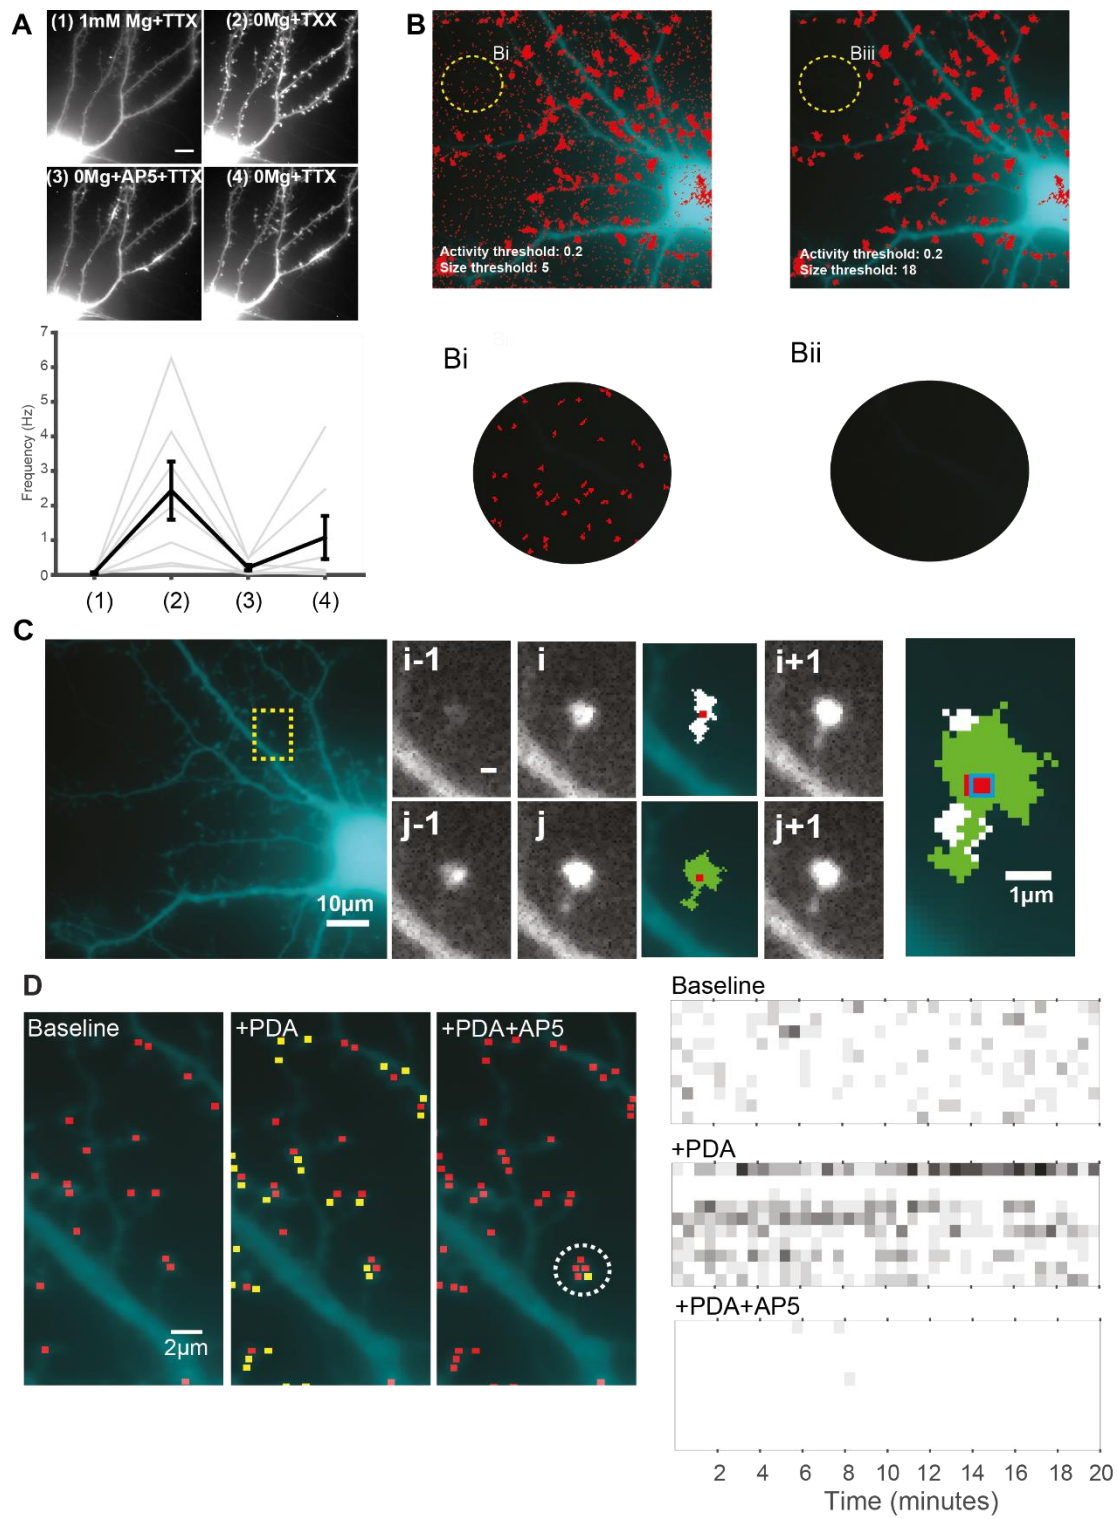 A
(1) 1mM Mg+TTX
(2) 0Mg+TXX
(3) 0Mg+AP5+TTX
(4) 0Mg+TTX
7
6
5
4
3
2
1
0
Frequency (Hz)
(1) (2) (3) (4)
B
Bi
Activity threshold: 0.2
Size threshold: 5
Biii
Activity threshold: 0.2
Size threshold: 18
Bi
Bii
C
10µm
i-1
i
i+1
j-1
j
j+1
1µm
D
Baseline
2µm
+PDA
+PDA+AP5
Baseline
+PDA
+PDA+AP5
2 4 6 8 10 12 14 16 18 20
Time (minutes)